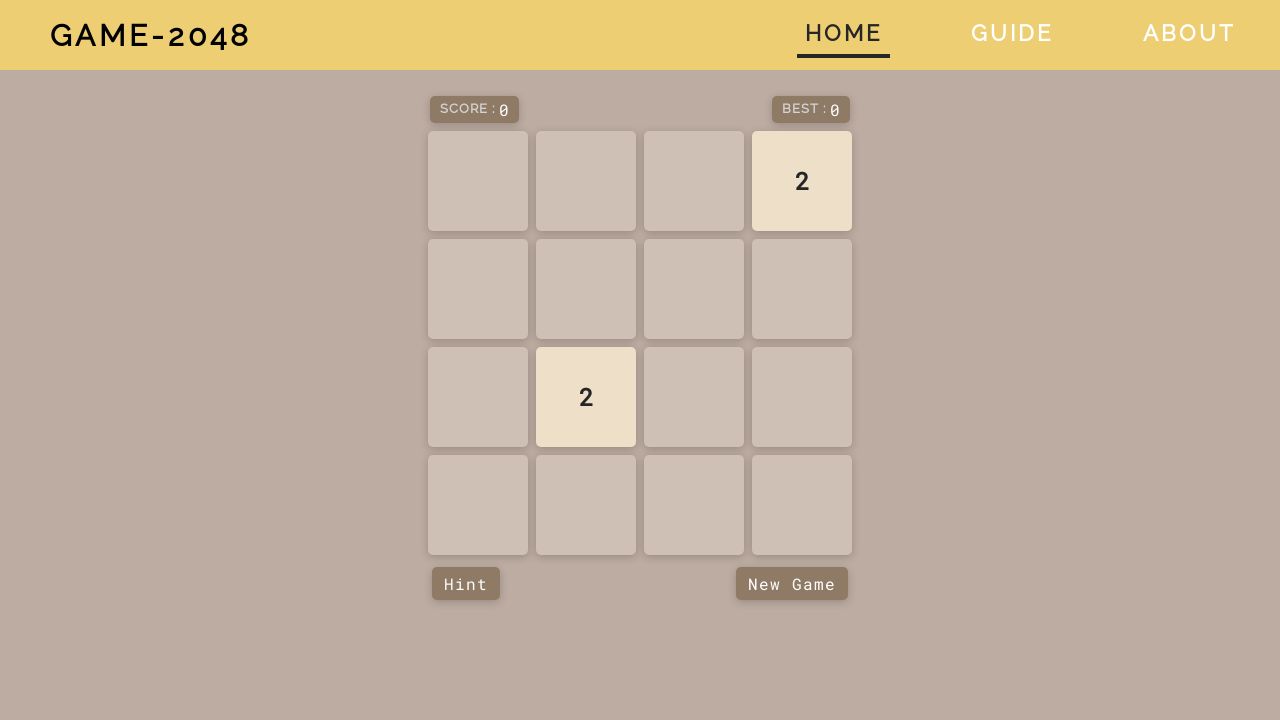 GAME-2048
HOME GUIDE ABOUT
SCORE : 0
BEST : 0
2
2
Hint
New Game